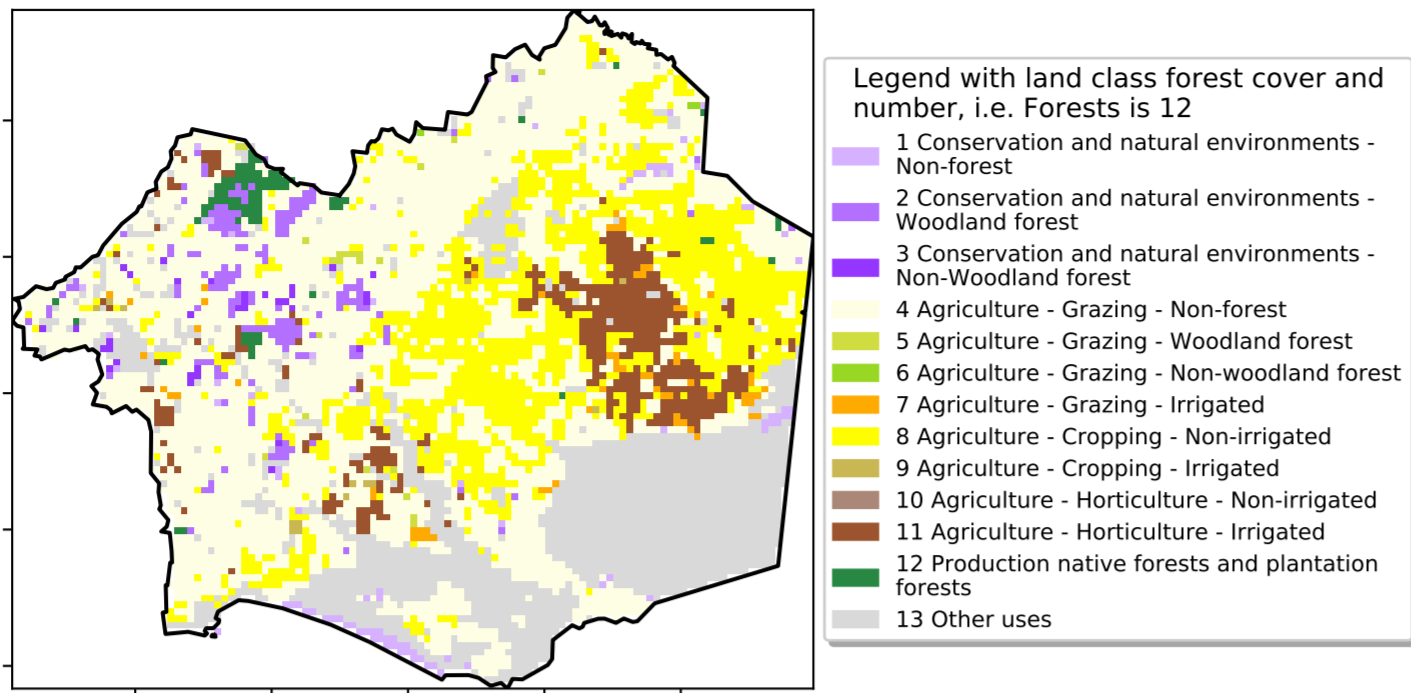 Legend with land class forest cover and
number, i.e. Forests is 12
1 Conservation and natural environments -
Non-forest
2 Conservation and natural environments -
Woodland forest
3 Conservation and natural environments -
Non-Woodland forest
4 Agriculture - Grazing - Non-forest
5 Agriculture - Grazing - Woodland forest
6 Agriculture - Grazing - Non-woodland forest
7 Agriculture - Grazing - Irrigated
8 Agriculture - Cropping - Non-irrigated
9 Agriculture - Cropping - Irrigated
10 Agriculture - Horticulture - Non-irrigated
11 Agriculture - Horticulture - Irrigated
12 Production native forests and plantation
forests
13 Other uses